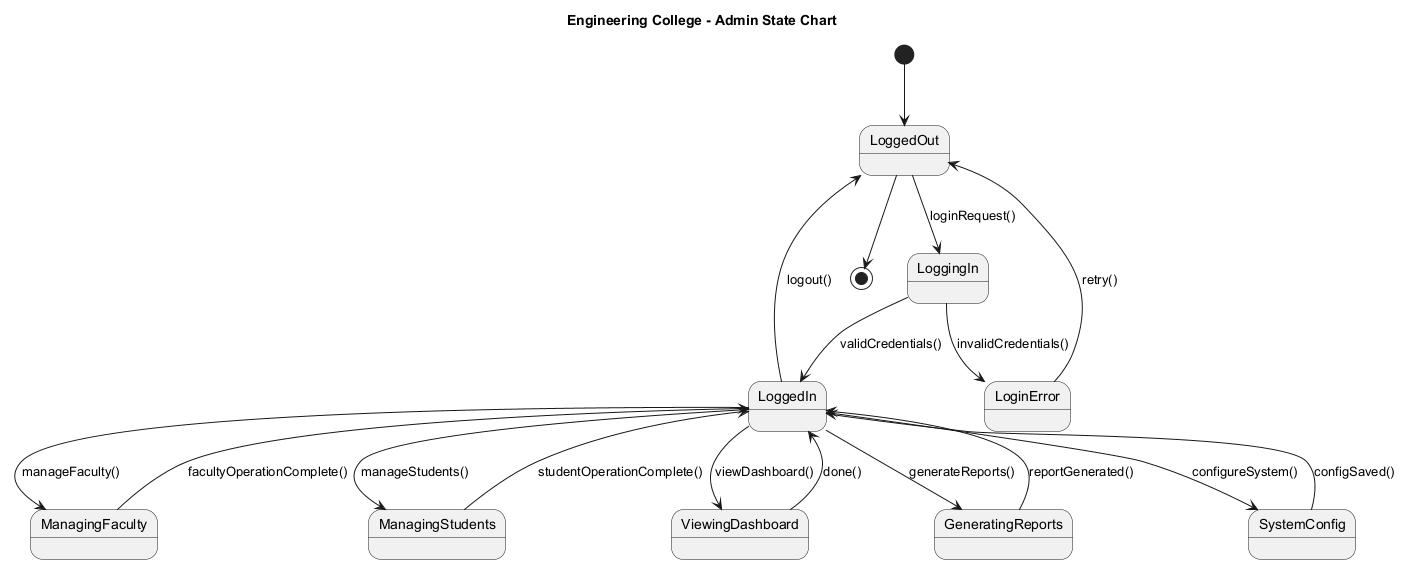 Engineering College - Admin State Chart
LoggedOut
loginRequest()
LoggingIn
logout()
retry()
validCredentials()
invalidCredentials()
LoggedIn
LoginError
manageFaculty()
facultyOperationComplete()
manageStudents()
studentOperationComplete()
viewDashboard()
done()
generateReports()
reportGenerated()
configureSystem()
configSaved()
ManagingFaculty
ManagingStudents
ViewingDashboard
GeneratingReports
SystemConfig